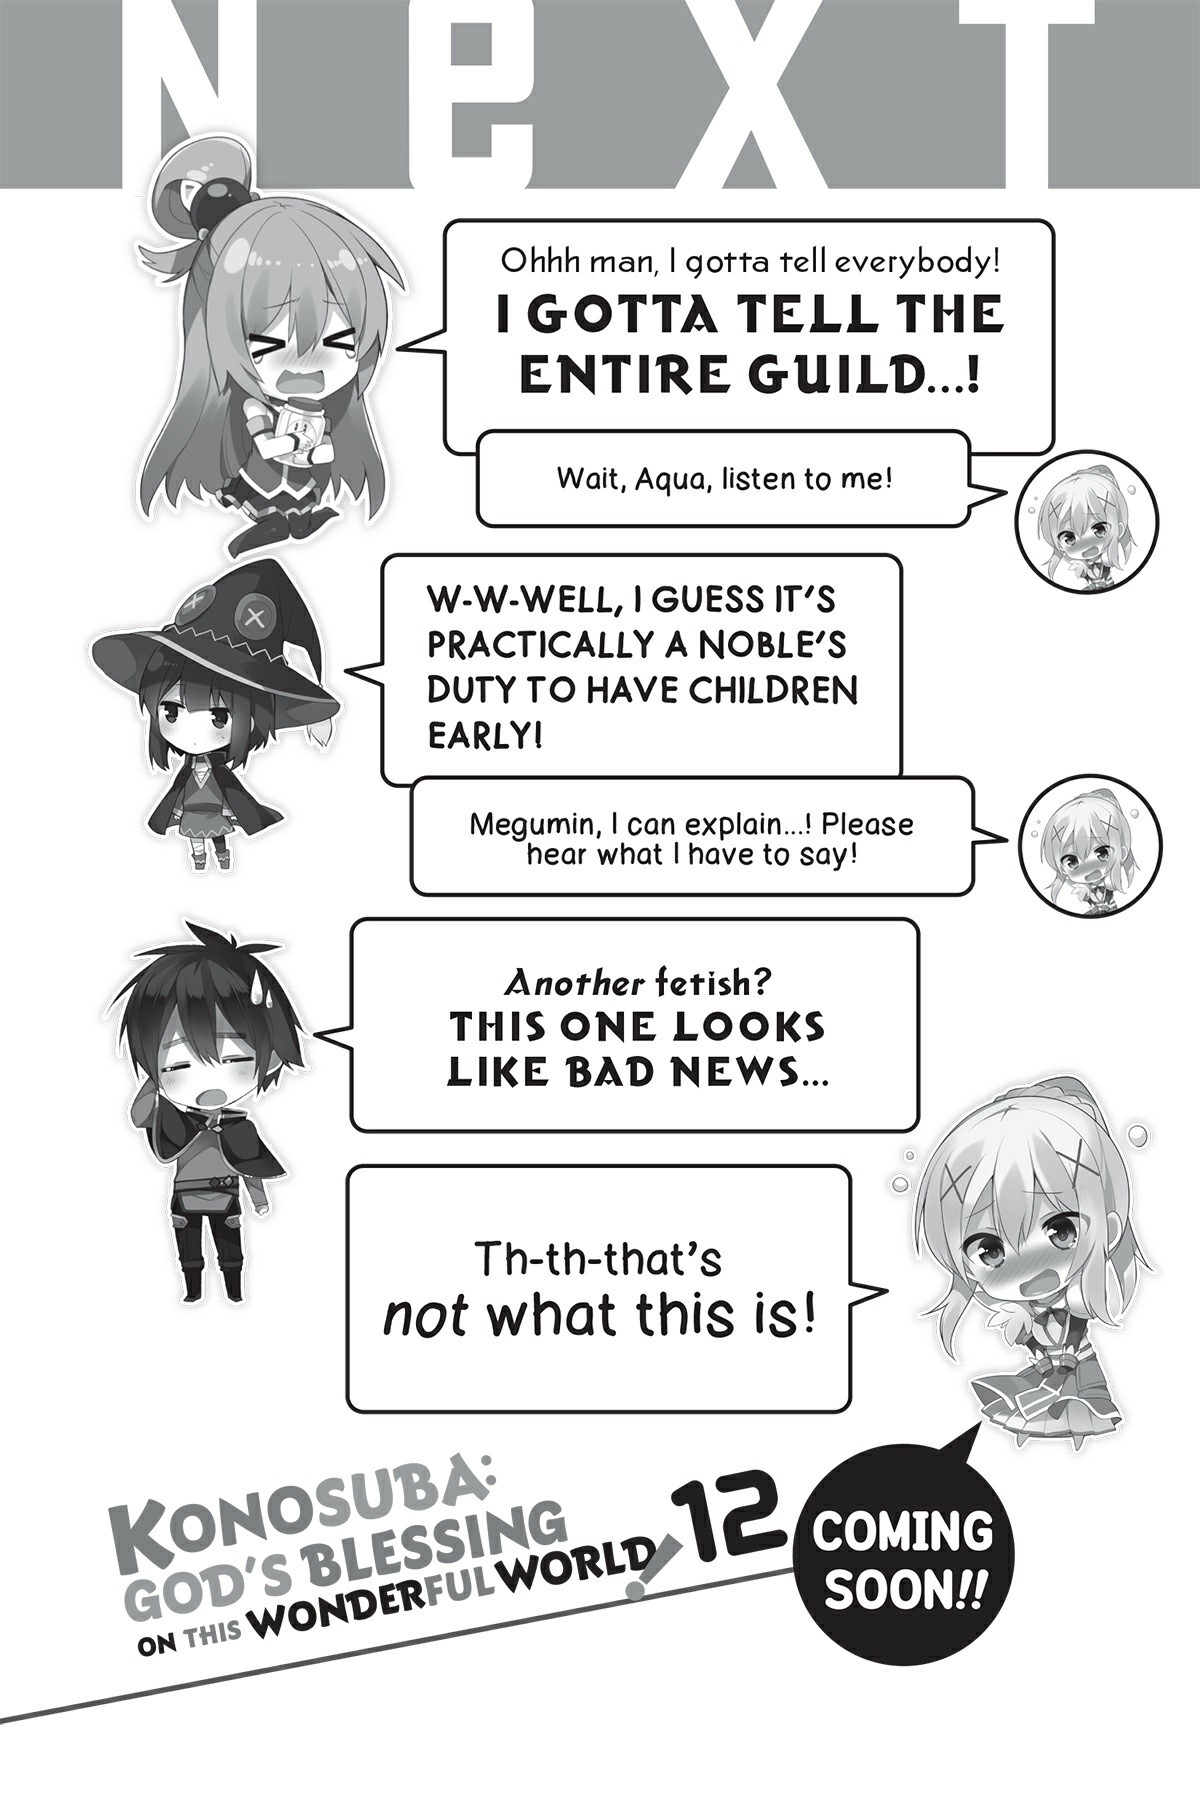 NeXT
Ohhh man, I gotta tell everybody!
I GOTTA TELL THE
ENTIRE GUILD...!
Wait, Aqua, listen to me!
W-W-WELL, I GUESS IT'S
PRACTICALLY A NOBLE'S
DUTY TO HAVE CHILDREN
EARLY!
Megumin, I can explain...! Please
hear what I have to say!
Another fetish?
THIS ONE LOOKS
LIKE BAD NEWS...
Th-th-that's
not what this is!
KONOSUBA:
GOD'S BLESSING
ON THIS WONDERFUL WORLD! 12
COMING
SOON!!